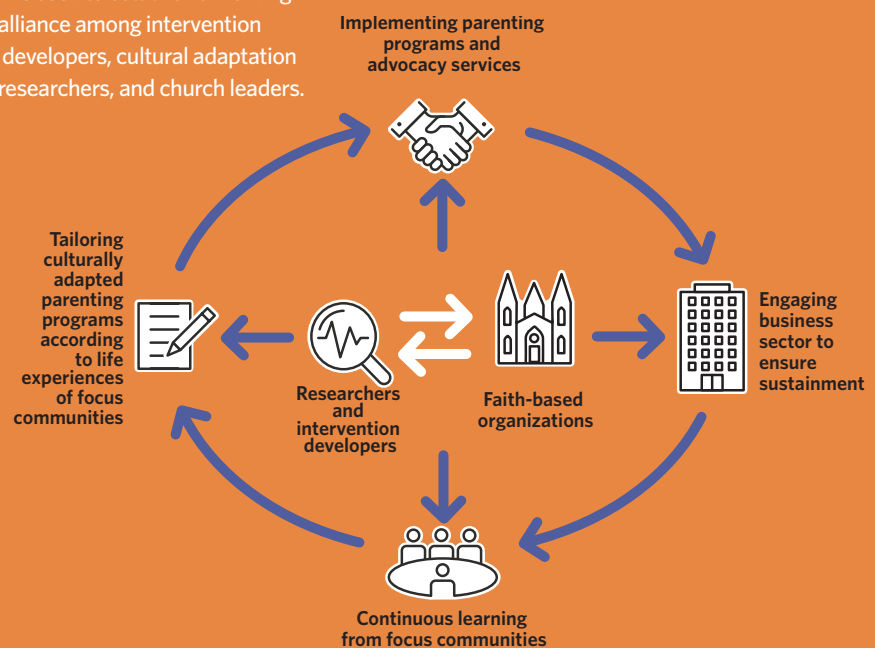 alliance among intervention
developers, cultural adaptation
researchers, and church leaders.
Implementing parenting
programs and
advocacy services
Tailoring
culturally
adapted
parenting
programs
according
to life
experiences
of focus
communities
Researchers
and
intervention
developers
Faith-based
organizations
Engaging
business
sector to
ensure
sustainment
Continuous learning
from focus communities